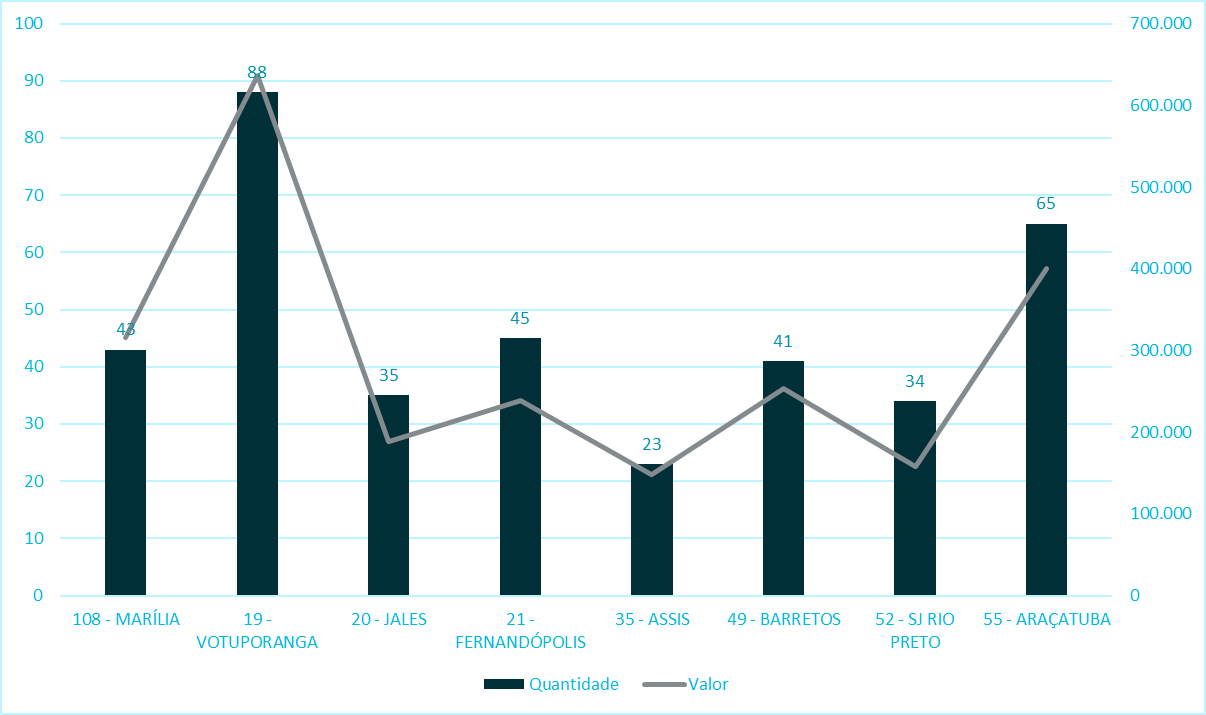 100
90
80
70
60
50
40
30
20
10
0
700.000
600.000
500.000
400.000
300.000
200.000
100.000
0
43
88
35
45
23
41
34
65
108 - MARÍLIA
19 -
VOTUPORANGA
20 - JALES
21 -
FERNANDÓPOLIS
35 - ASSIS
49 - BARRETOS
52 - SJ RIO
PRETO
55 - ARAÇATUBA
Quantidade
Valor